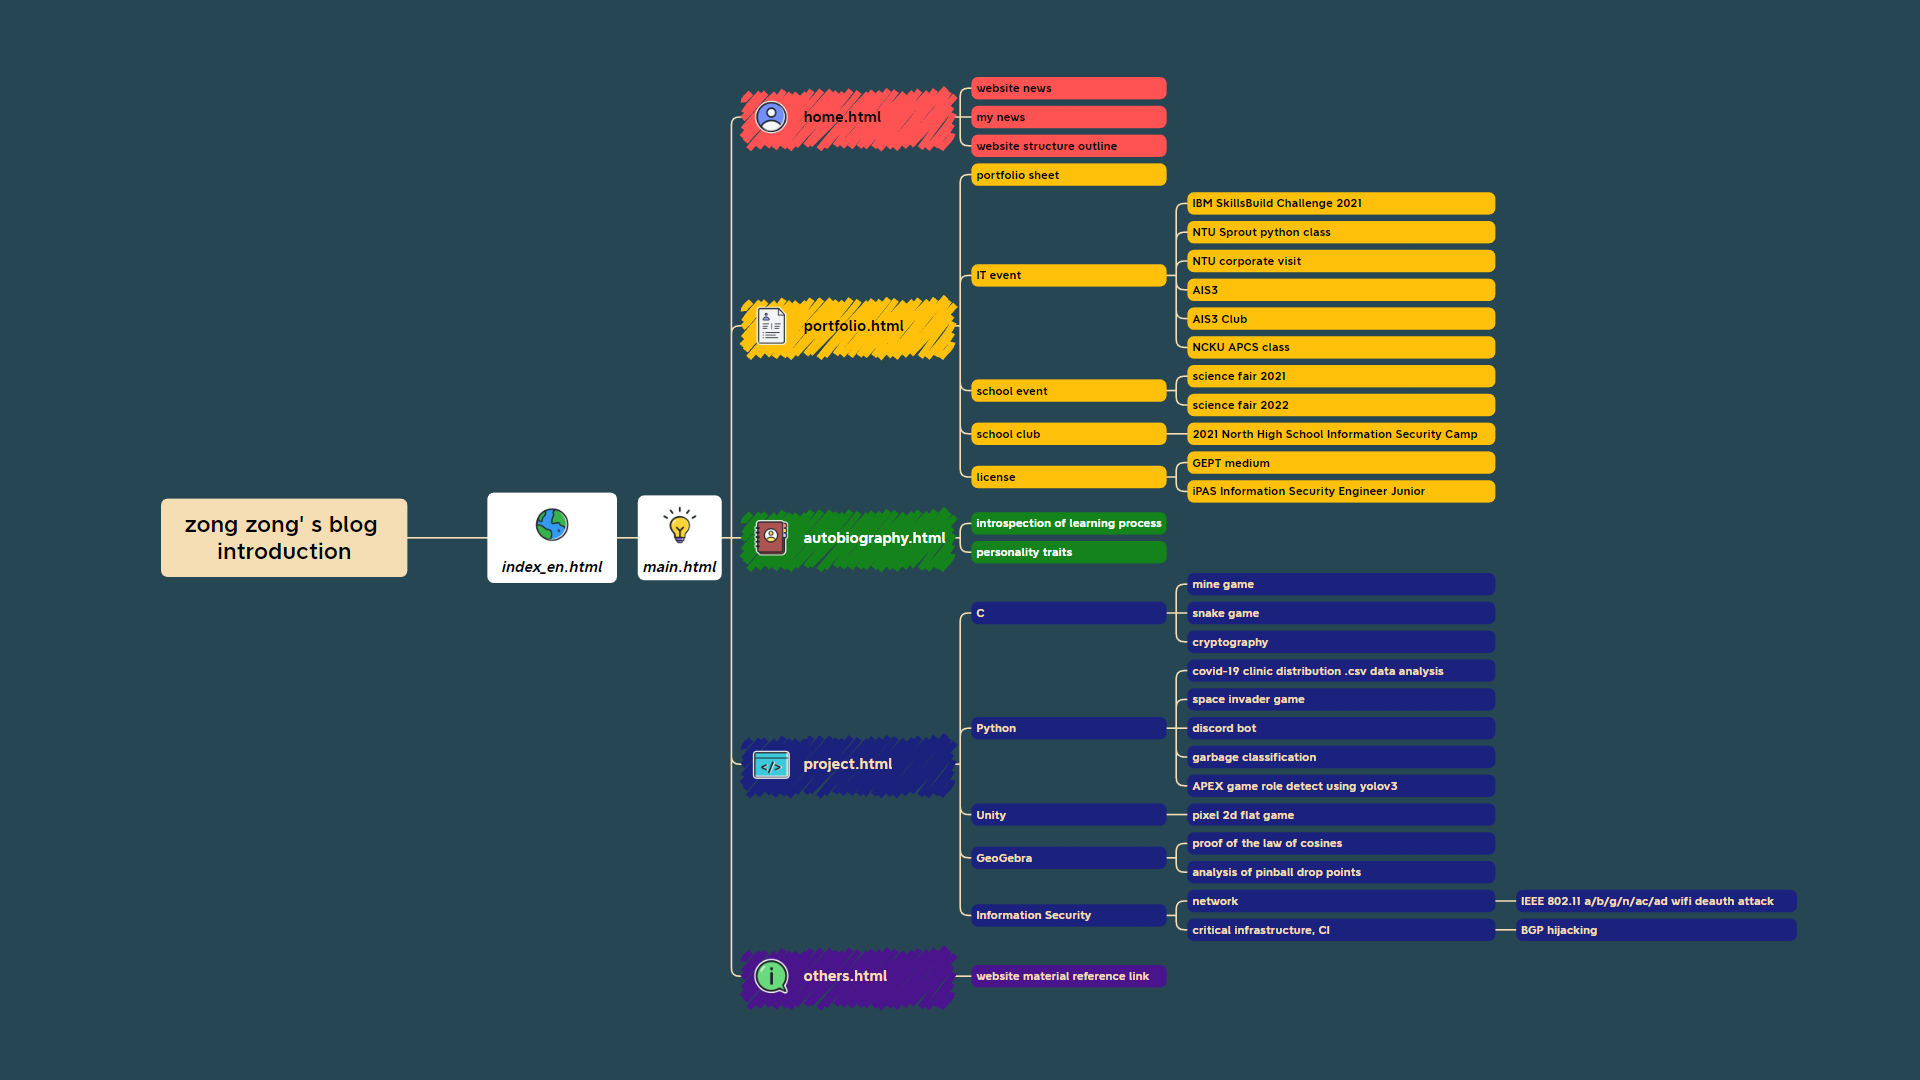 zong zong' s blog
introduction
index_en.html
main.html
home.html
website news
my news
website structure outline
portfolio.html
portfolio sheet
IT event
IBM SkillsBuild Challenge 2021
NTU Sprout python class
NTU corporate visit
AIS3
AIS3 Club
NCKU APCS class
school event
science fair 2021
science fair 2022
school club
2021 North High School Information Security Camp
license
GEPT medium
iPAS Information Security Engineer Junior
autobiography.html
introspection of learning process
personality traits
project.html
C
mine game
snake game
cryptography
Python
covid-19 clinic distribution .csv data analysis
space invader game
discord bot
garbage classification
APEX game role detect using yolov3
Unity
pixel 2d flat game
GeoGebra
proof of the law of cosines
analysis of pinball drop points
Information Security
network
IEEE 802.11 a/b/g/n/ac/ad wifi deauth attack
critical infrastructure, CI
BGP hijacking
others.html
website material reference link